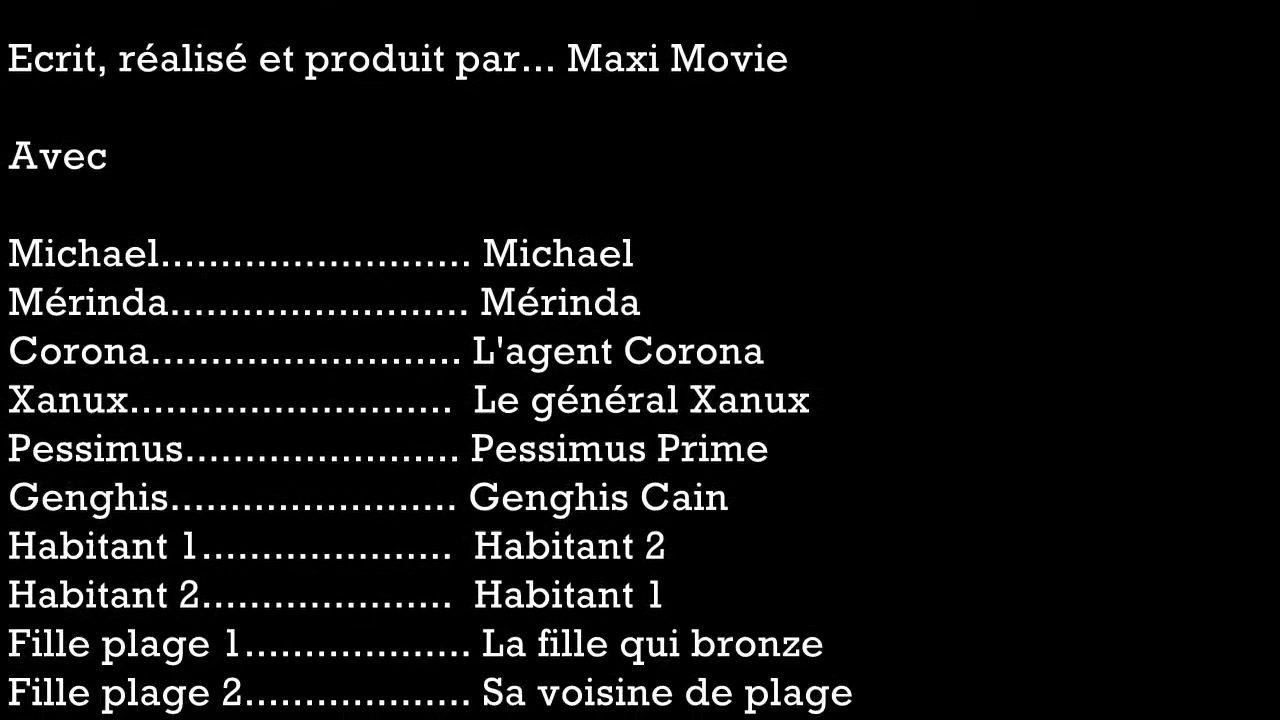 Ecrit, réalisé et produit par... Maxi Movie
Avec
Michael.......................... Michael
Mérinda......................... Mérinda
Corona.......................... L'agent Corona
Xanux........................... Le général Xanux
Pessimus....................... Pessimus Prime
Genghis........................ Genghis Cain
Habitant 1..................... Habitant 2
Habitant 2..................... Habitant 1
Fille plage 1................... La fille qui bronze
Fille plage 2................... Sa voisine de plage